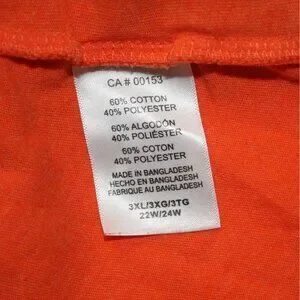 CA # 00153
60% COTTON
40% POLYESTER
60% ALGODÓN
40% POLIÉSTER
60% COTON
40% POLYESTER
MADE IN BANGLADESH
HECHO EN BANGLADESH
FABRIQUE AU BANGLADESH
3XL/3XG/3TG
22W/24W